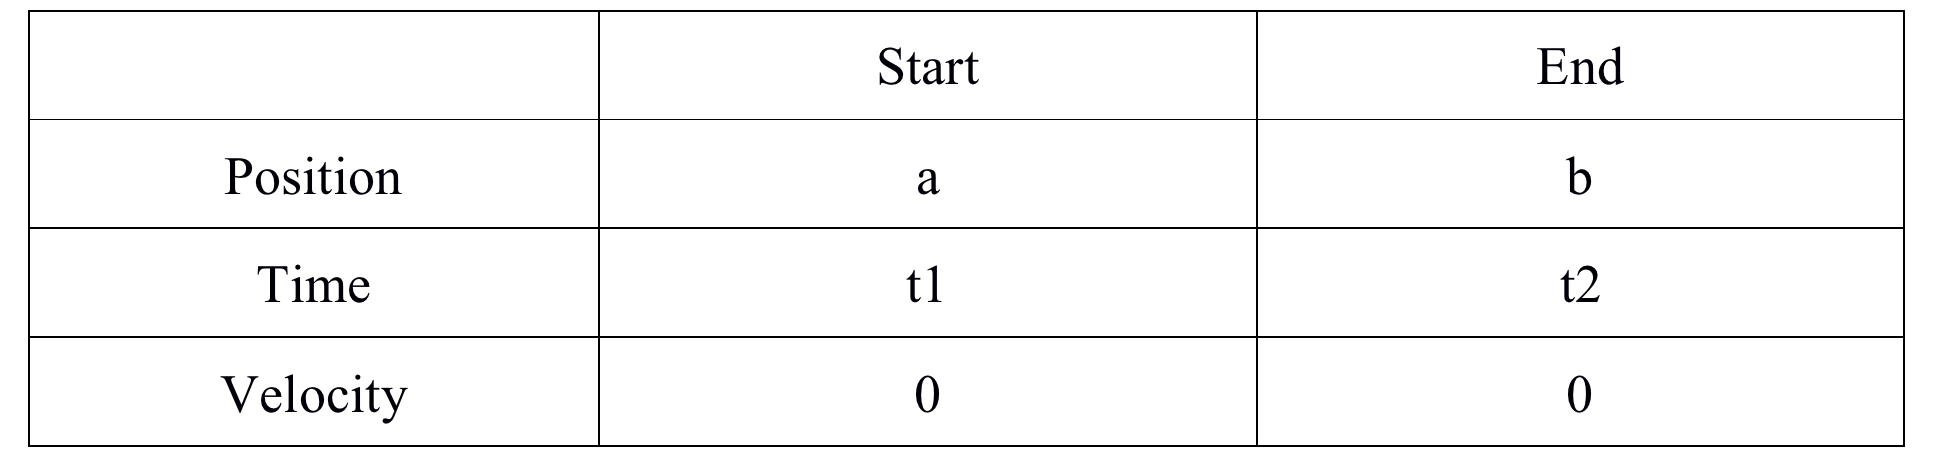 Start End
Position a b
Time t1 t2
Velocity 0 0